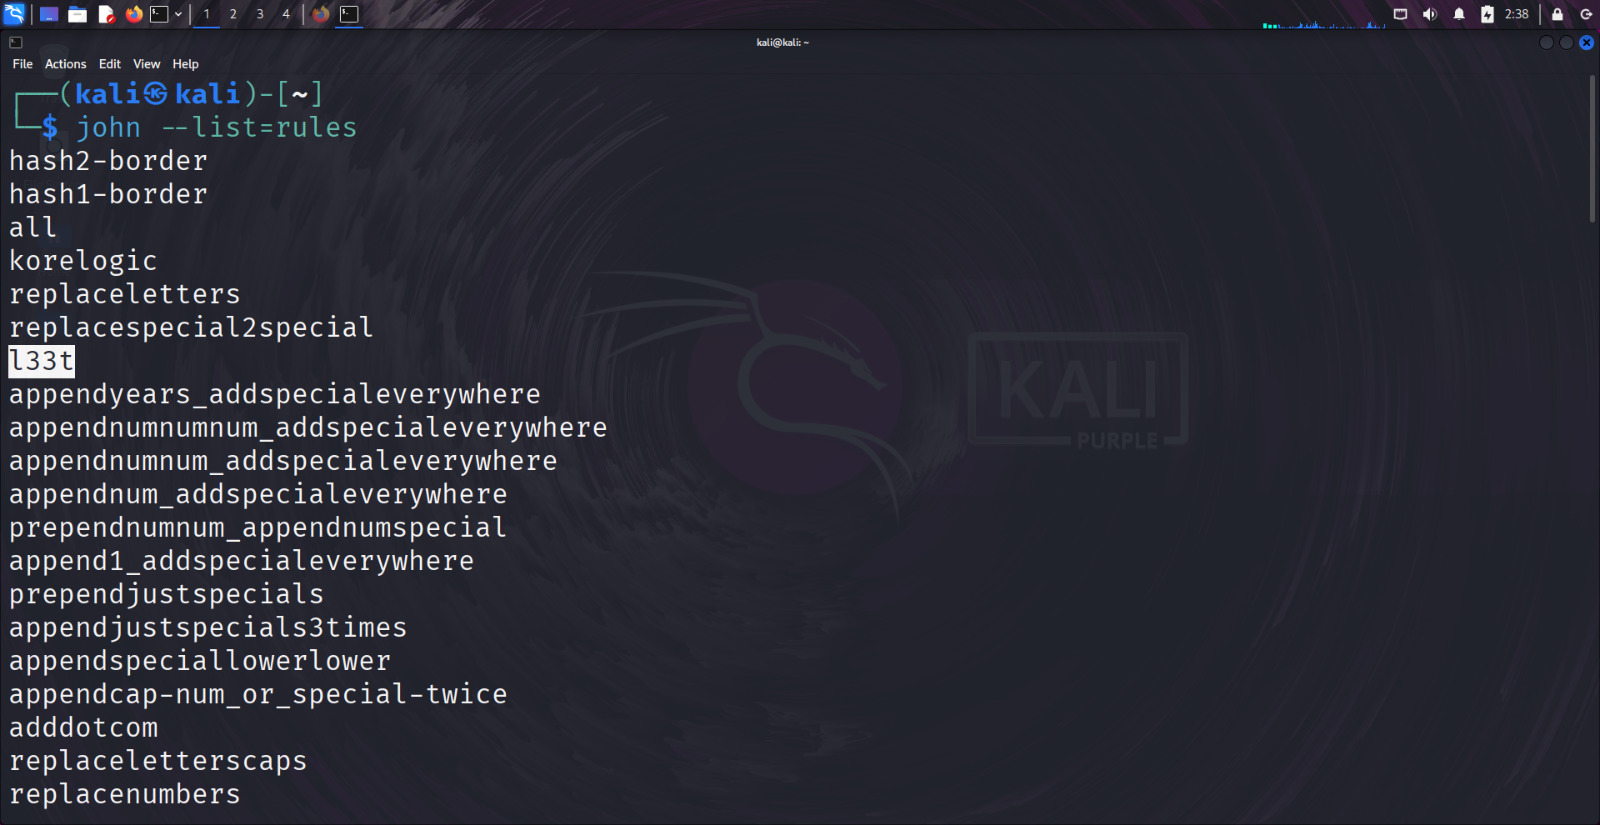 1 2 3 4 2:38
kali@kali: ~
File Actions Edit View Help
┌──(kali㉿kali)-[~]
└─$ john --list=rules
hash2-border
hash1-border
all
korelogic
replaceletters
replacespecial2special
l33t
appendyears_addspecialeverywhere
appendnumnumnum_addspecialeverywhere
appendnumnum_addspecialeverywhere
appendnum_addspecialeverywhere
prependnumnum_appendnumspecial
append1_addspecialeverywhere
prependjustspecials
appendjustspecials3times
appendspeciallowerlower
appendcap-num_or_special-twice
adddotcom
replaceletterscaps
replacenumbers
KALI
PURPLE